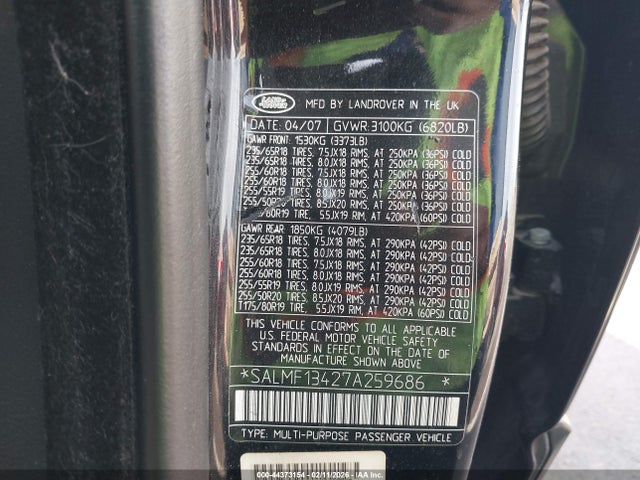 LAND ROVER
MFD BY LANDROVER IN THE UK
DATE: 04/07 GVWR: 3100KG (6820LB)
GAWR FRONT: 1530KG (3373LB)
235/65R18 TIRES, 7.5JX18 RIMS, AT 250KPA (36PSI) COLD
235/65R18 TIRES, 8.0JX18 RIMS, AT 250KPA (36PSI) COLD
255/60R18 TIRES, 7.5JX18 RIMS, AT 250KPA (36PSI) COLD
255/60R18 TIRES, 8.0JX18 RIMS, AT 250KPA (36PSI) COLD
255/55R19 TIRES, 8.0JX19 RIMS, AT 250KPA (36PSI) COLD
255/50R20 TIRES, 8.5JX20 RIMS, AT 250KPA (36PSI) COLD
/80R19 TIRE, 5.5JX19 RIM, AT 420KPA (60PSI) COLD
GAWR REAR: 1850KG (4079LB)
235/65R18 TIRES, 7.5JX18 RIMS, AT 290KPA (42PSI) COLD
235/65R18 TIRES, 8.0JX18 RIMS, AT 290KPA (42PSI) COLD
255/60R18 TIRES, 7.5JX18 RIMS, AT 290KPA (42PSI) COLD
255/60R18 TIRES, 8.0JX18 RIMS, AT 290KPA (42PSI) COLD
255/55R19 TIRES, 8.0JX19 RIMS, AT 290KPA (42PSI) COLD
255/50R20 TIRES, 8.5JX20 RIMS, AT 290KPA (42PSI) COLD
T175/80R19 TIRE, 5.5JX19 RIM, AT 420KPA (60PSI) COLD
THIS VEHICLE CONFORMS TO ALL APPLICABLE
U.S. FEDERAL MOTOR VEHICLE SAFETY
STANDARDS IN EFFECT ON THE DATE OF
MANUFACTURE SHOWN ABOVE
*SALMF13427A259686*
TYPE: MULTI-PURPOSE PASSENGER VEHICLE
000-44373154 - 02/11/2026 - IAA Inc.